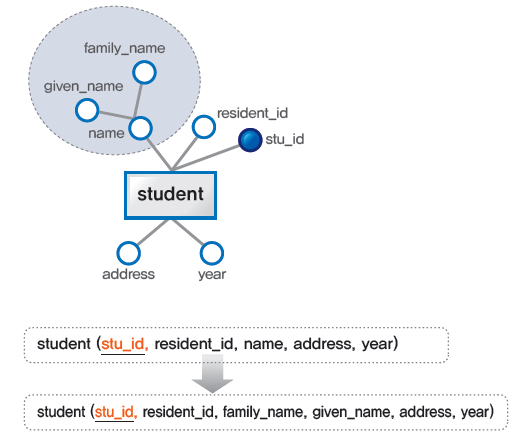 family_name
given_name
name
resident_id
stu_id
student
address
year
student (stu_id, resident_id, name, address, year)
student (stu_id, resident_id, family_name, given_name, address, year)